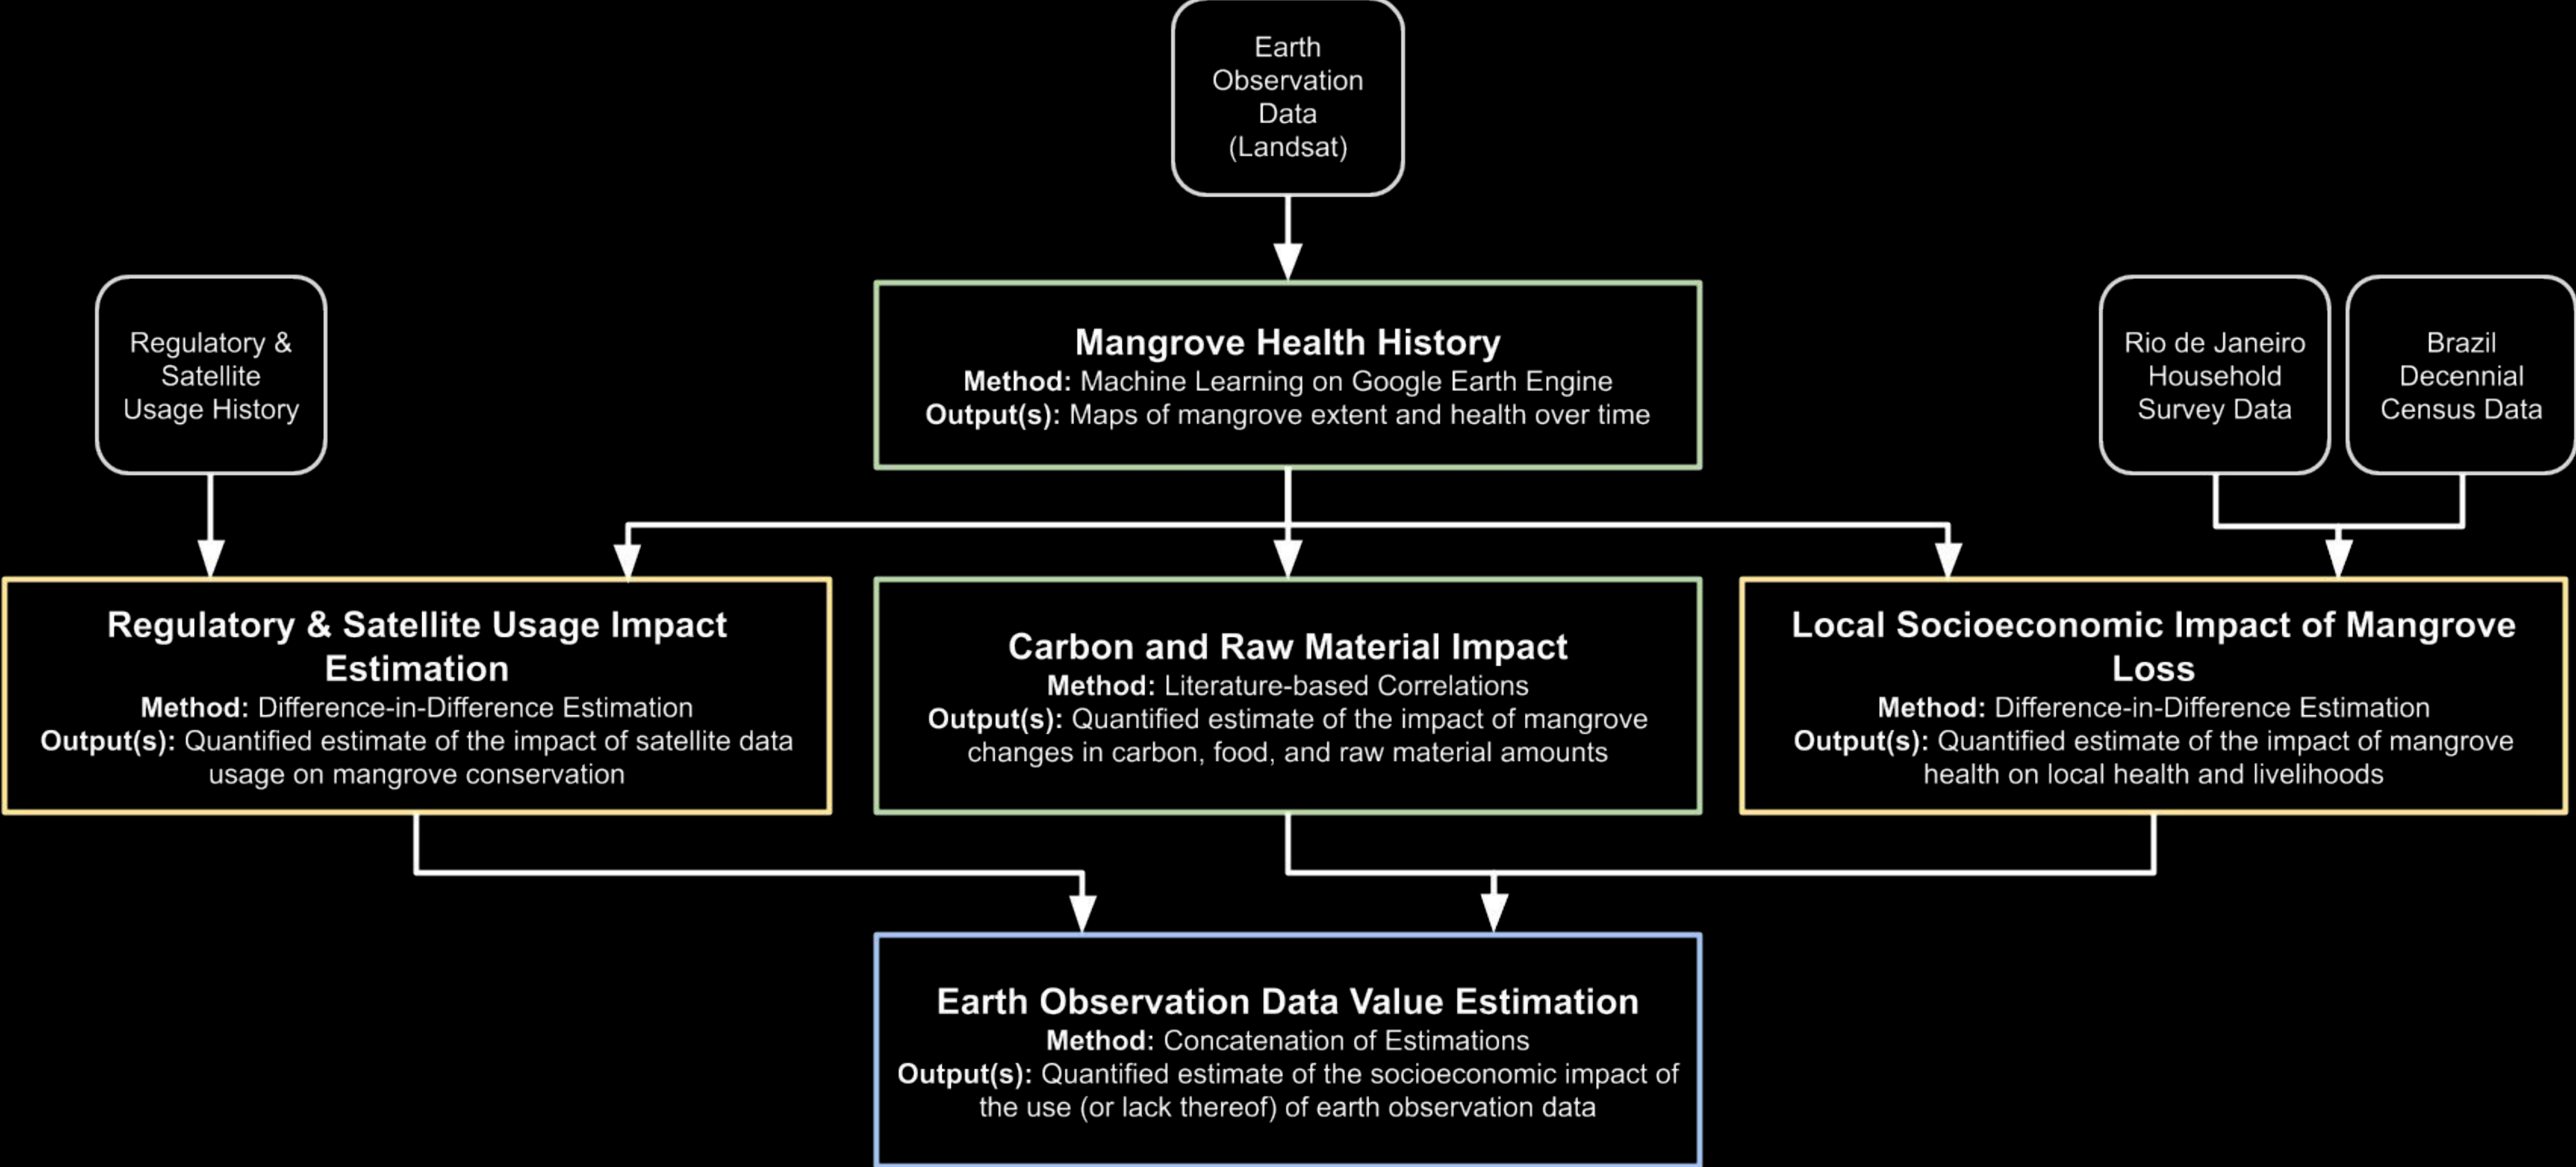 Earth
Observation
Data
(Landsat)
Regulatory &
Satellite
Usage History
Mangrove Health History
Method: Machine Learning on Google Earth Engine
Output(s): Maps of mangrove extent and health over time
Rio de Janeiro
Household
Survey Data
Brazil
Decennial
Census Data
Regulatory & Satellite Usage Impact
Estimation
Method: Difference-in-Difference Estimation
Output(s): Quantified estimate of the impact of satellite data
usage on mangrove conservation
Carbon and Raw Material Impact
Method: Literature-based Correlations
Output(s): Quantified estimate of the impact of mangrove
changes in carbon, food, and raw material amounts
Local Socioeconomic Impact of Mangrove
Loss
Method: Difference-in-Difference Estimation
Output(s): Quantified estimate of the impact of mangrove
health on local health and livelihoods
Earth Observation Data Value Estimation
Method: Concatenation of Estimations
Output(s): Quantified estimate of the socioeconomic impact of
the use (or lack thereof) of earth observation data